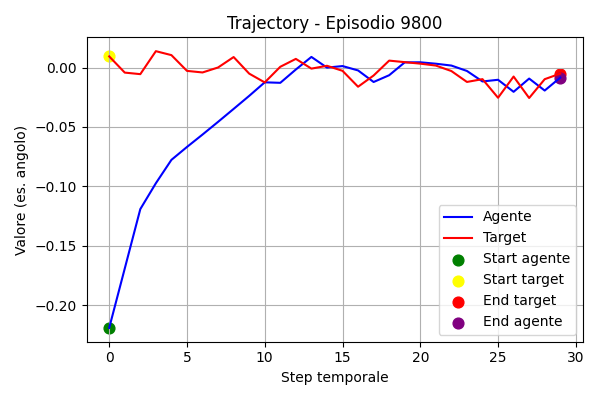 Trajectory - Episodio 9800
Valore (es. angolo)
0.00
−0.05
−0.10
−0.15
−0.20
0 5 10 15 20 25 30
Step temporale
Agente
Target
Start agente
Start target
End target
End agente